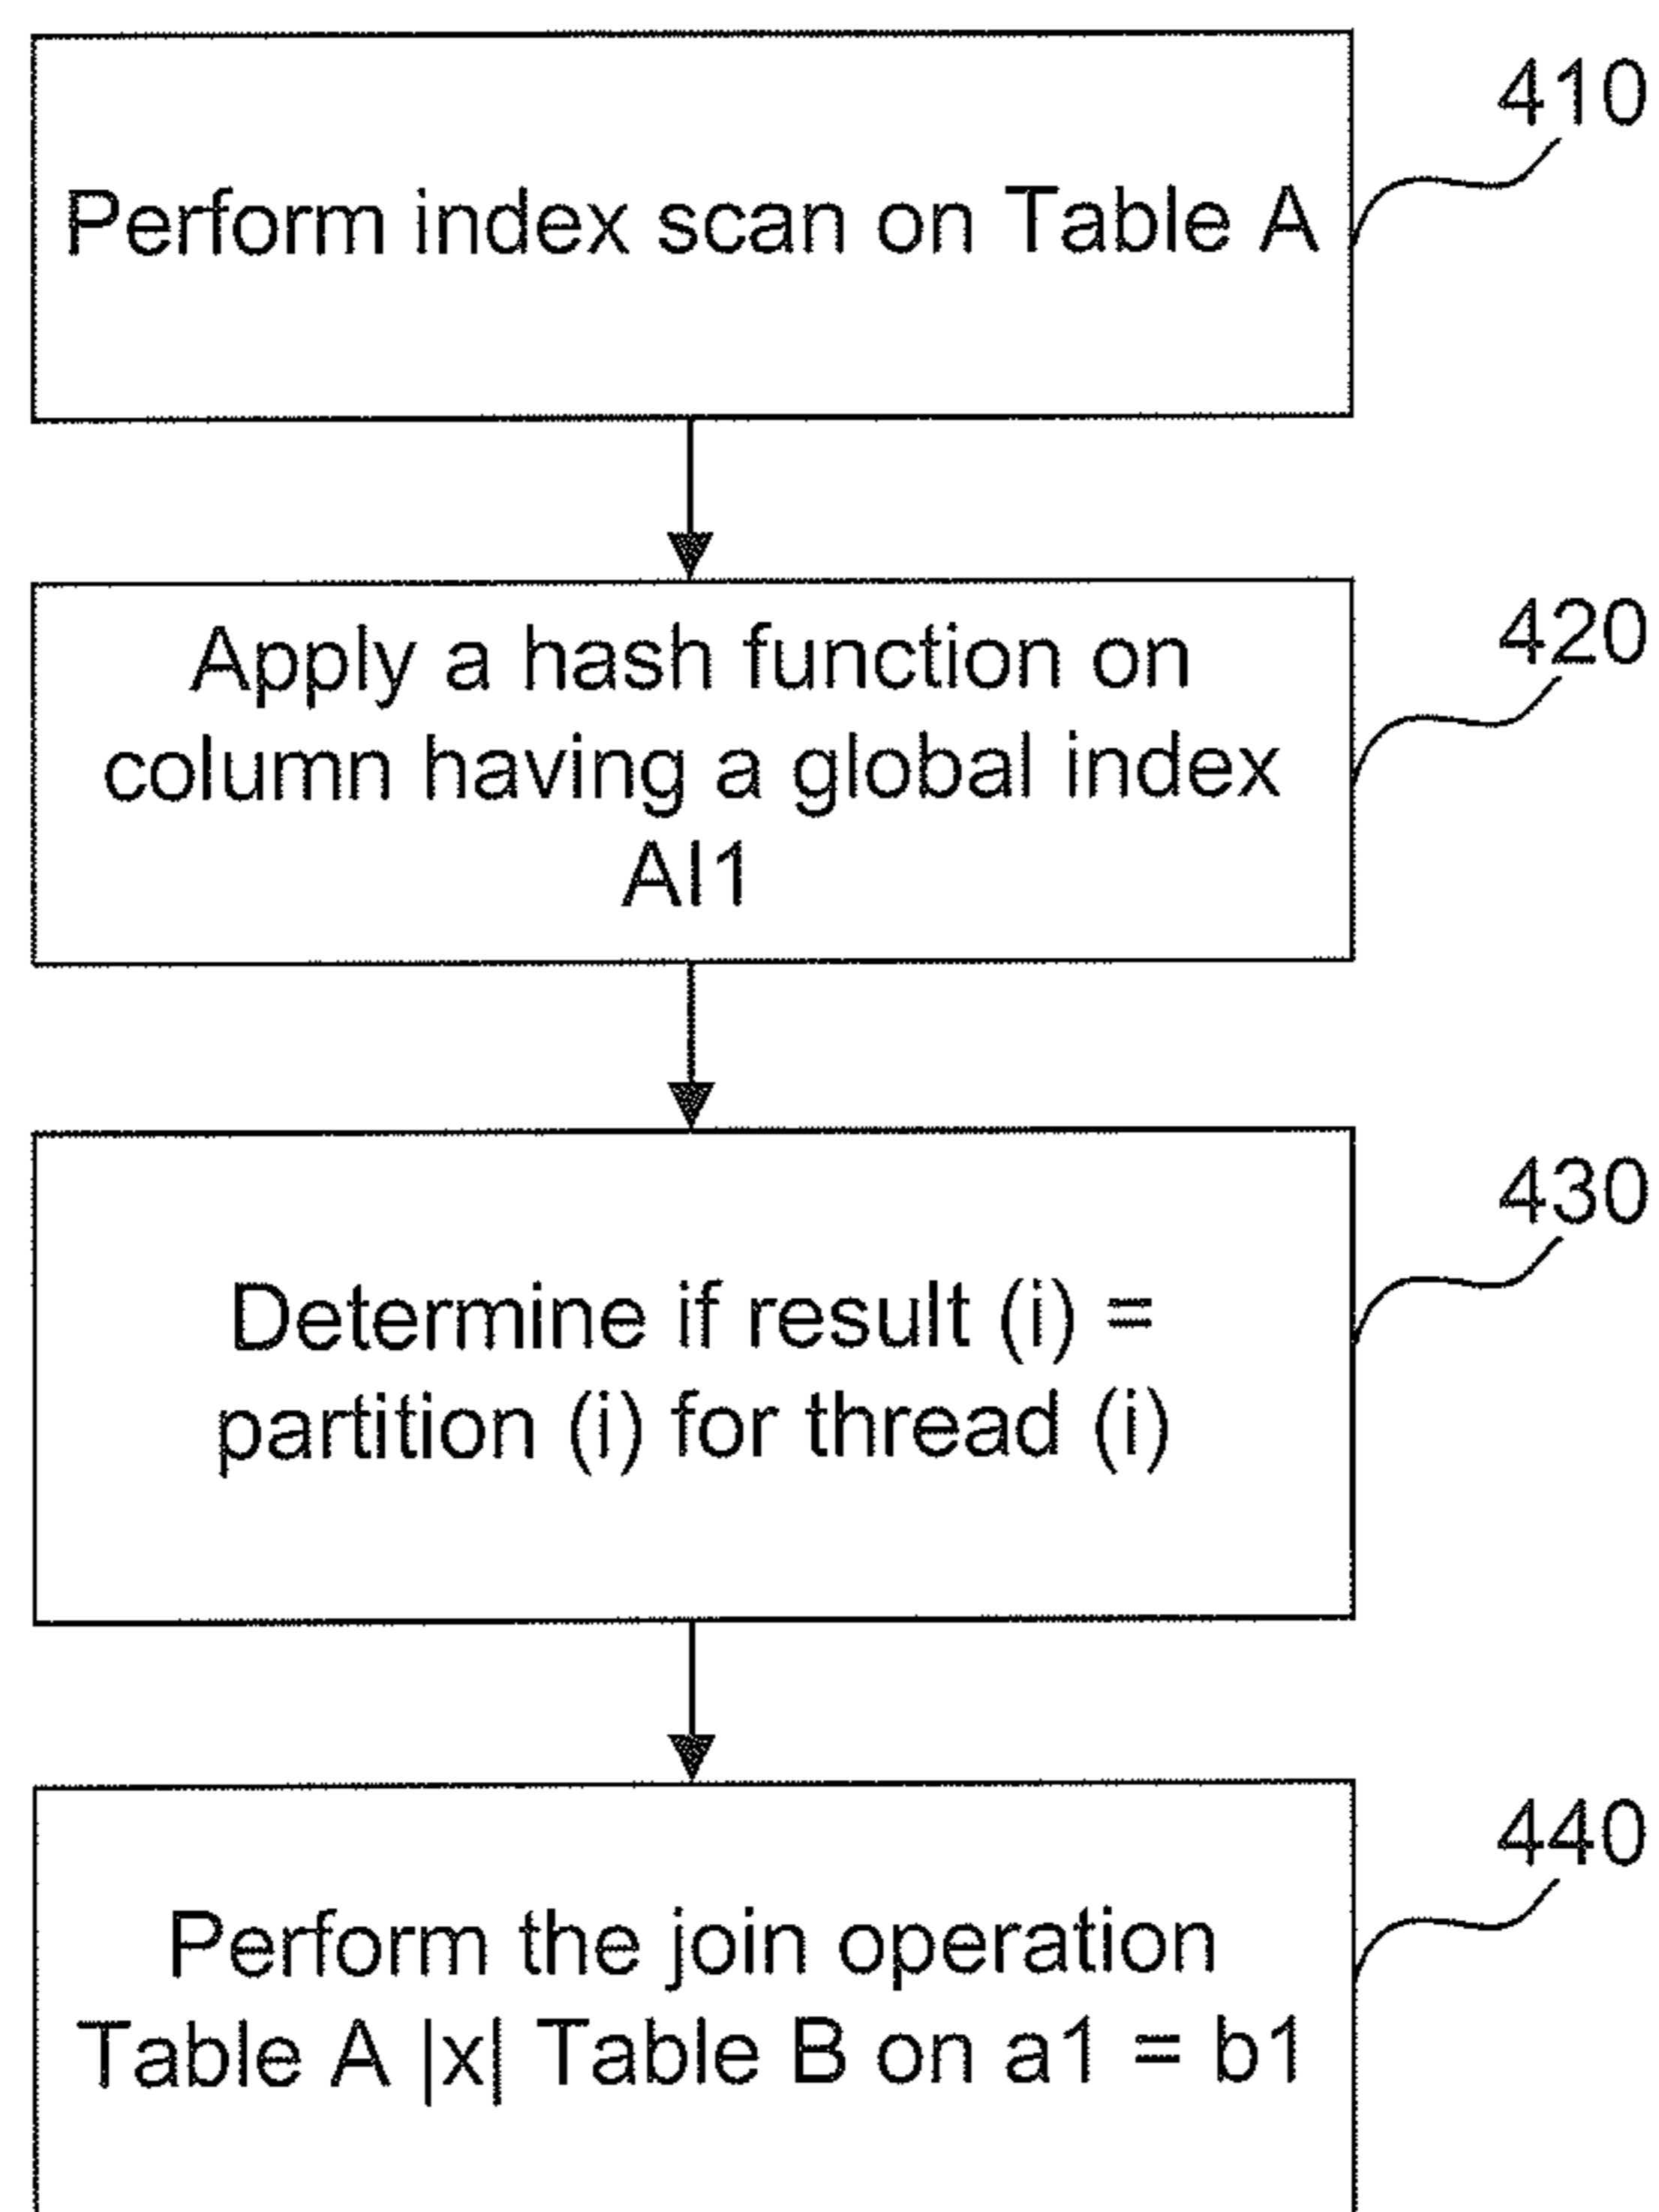 410
Perform index scan on Table A
420
Apply a hash function on
column having a global index
AI1
430
Determine if result (i) =
partition (i) for thread (i)
440
Perform the join operation
Table A |x| Table B on a1 = b1